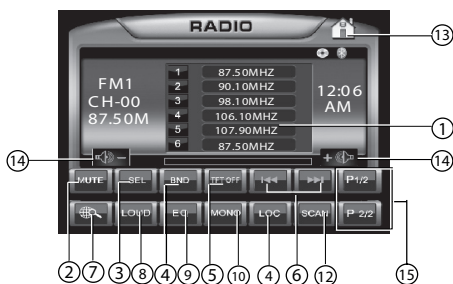 RADIO
13
FM1
CH-00
87.50M
1 87.50MHZ
2 90.10MHZ
3 98.10MHZ
4 106.10MHZ
5 107.90MHZ
6 87.50MHZ
12:06
AM
1
14
−
+
14
MUTE SEL BND TFT OFF P1/2
LOUD EQ MONO LOC SCAN P 2/2
2 7 3 8 4 9 5 10 4 6 12 15